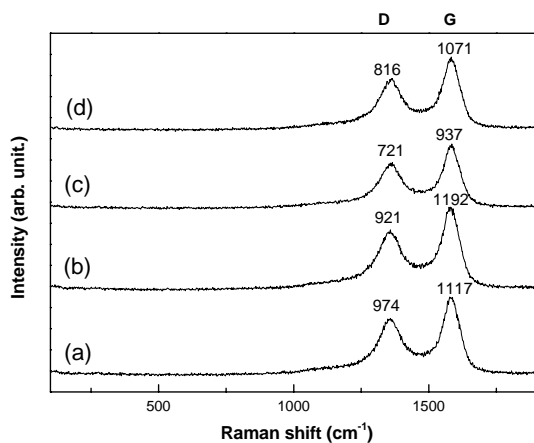 D G
1071
816
(d)
937
721
(c)
1192
921
(b)
1117
974
(a)
Intensity (arb. unit.)
500 1000 1500
Raman shift (cm⁻¹)